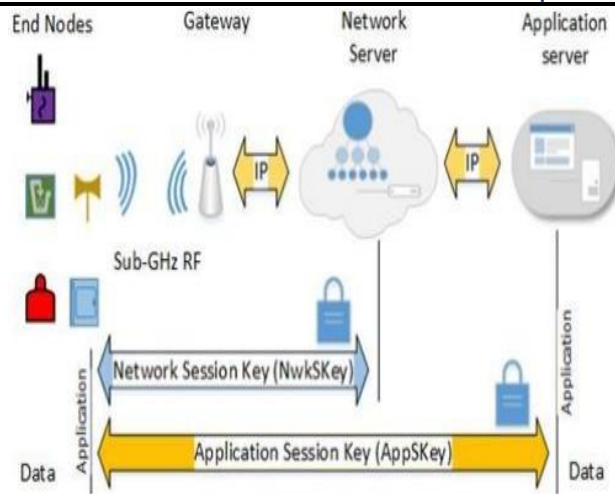 End Nodes
Gateway
Network
Server
Application
server
IP
IP
Sub-GHz RF
Network Session Key (NwkSKey)
Application Session Key (AppSKey)
Application
Application
Data
Data